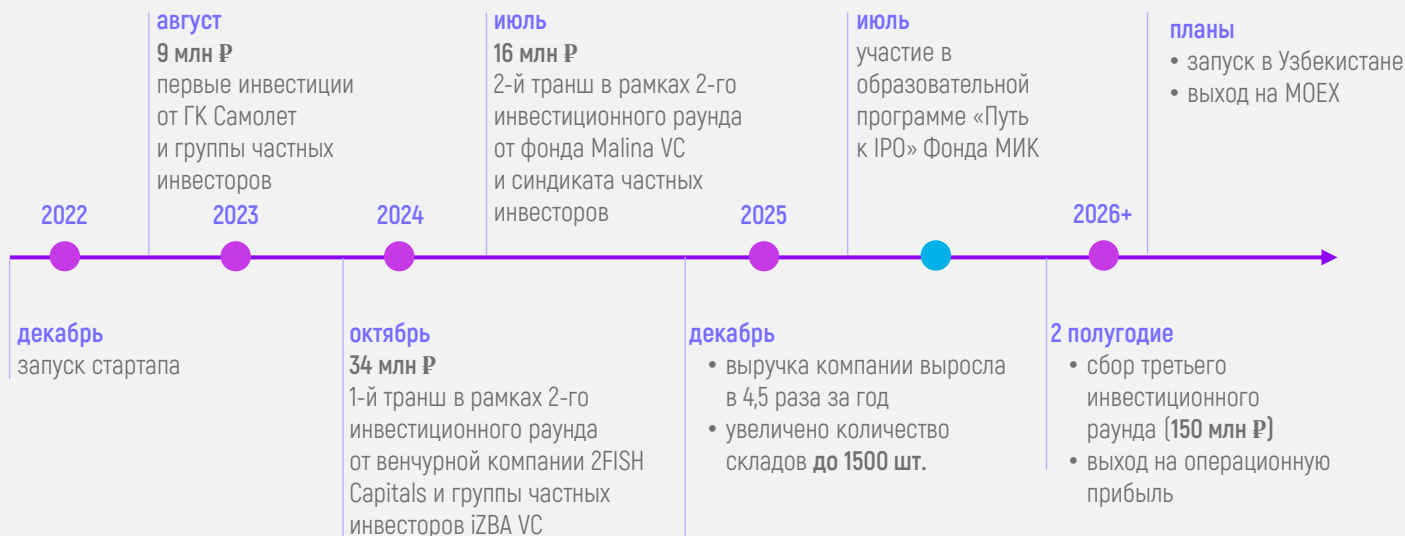 август
9 млн ₽
первые инвестиции
от ГК Самолет
и группы частных
инвесторов
июль
16 млн ₽
2-й транш в рамках 2-го
инвестиционного раунда
от фонда Malina VC
и синдиката частных
инвесторов
июль
участие в
образовательной
программе «Путь
к IPO» Фонда МИК
планы
• запуск в Узбекистане
• выход на MOEX
2022
2023
2024
2025
2026+
декабрь
запуск стартапа
октябрь
34 млн ₽
1-й транш в рамках 2-го
инвестиционного раунда
от венчурной компании 2FISH
Capitals и группы частных
инвесторов iZBA VC
декабрь
• выручка компании выросла
в 4,5 раза за год
• увеличено количество
складов до 1500 шт.
2 полугодие
• сбор третьего
инвестиционного
раунда (150 млн ₽)
• выход на операционную
прибыль